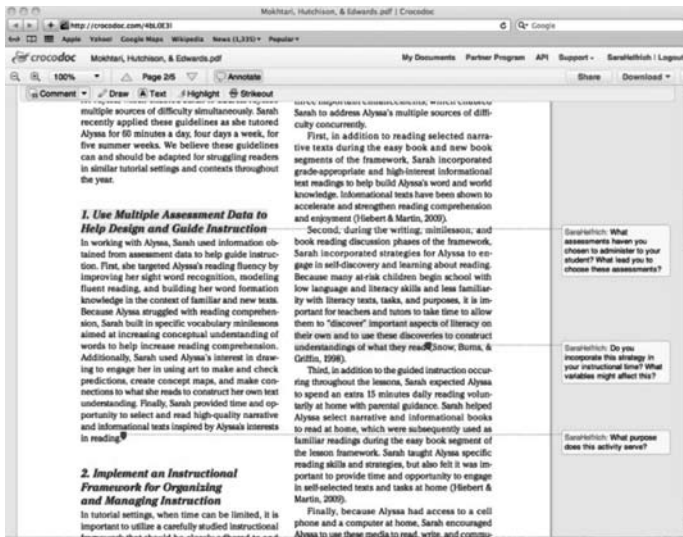 Mokhtari, Hutchison, & Edwards.pdf | Crocodoc
http://crocodoc.com/4bL0E3I
Google
Apple Yahoo! Google Maps Wikipedia News (1,335) Popular
crocodoc Mokhtari, Hutchison, & Edwards.pdf My Documents Partner Program API Support SaraHelfrich | Logout
100% Page 2/5 Annotate Share Download
Comment Draw A Text Highlight Strikeout
multiple sources of difficulty simultaneously. Sarah
recently applied these guidelines as she tutored
Alyssa for 60 minutes a day, four days a week, for
five summer weeks. We believe these guidelines
can and should be adapted for struggling readers
in similar tutorial settings and contexts throughout
the year.
1. Use Multiple Assessment Data to
Help Design and Guide Instruction
In working with Alyssa, Sarah used information ob-
tained from assessment data to help guide instruc-
tion. First, she targeted Alyssa's reading fluency by
improving her sight word recognition, modeling
fluent reading, and building her word formation
knowledge in the context of familiar and new texts.
Because Alyssa struggled with reading comprehen-
sion, Sarah built in specific vocabulary minilessons
aimed at increasing conceptual understanding of
words to help increase reading comprehension.
Additionally, Sarah used Alyssa's interest in draw-
ing to engage her in using art to make and check
predictions, create concept maps, and make con-
nections to what she reads to construct her own text
understanding. Finally, Sarah provided time and op-
portunity to select and read high-quality narrative
and informational texts inspired by Alyssa's interests
in reading.
2. Implement an Instructional
Framework for Organizing
and Managing Instruction
In tutorial settings, when time can be limited, it is
important to utilize a carefully studied instructional
framework that should be closely adhered to and
three important enhancements, which enabled
Sarah to address Alyssa's multiple sources of diffi-
culty concurrently.
First, in addition to reading selected narra-
tive texts during the easy book and new book
segments of the framework, Sarah incorporated
grade-appropriate and high-interest informational
text readings to help build Alyssa's word and world
knowledge. Informational texts have been shown to
accelerate and strengthen reading comprehension
and enjoyment (Hiebert & Martin, 2009).
Second, during the writing, minilesson, and
book reading discussion phases of the framework,
Sarah incorporated strategies for Alyssa to en-
gage in self-discovery and learning about reading.
Because many at-risk children begin school with
low language and literacy skills and less familiar-
ity with literacy texts, tasks, and purposes, it is im-
portant for teachers and tutors to take time to allow
them to "discover" important aspects of literacy on
their own and to use these discoveries to construct
understandings of what they read (Snow, Burns, &
Griffin, 1998).
Third, in addition to the guided instruction occur-
ring throughout the lessons, Sarah expected Alyssa
to spend an extra 15 minutes daily reading volun-
tarily at home with parental guidance. Sarah helped
Alyssa select narrative and informational books
to read at home, which were subsequently used as
familiar readings during the easy book segment of
the lesson framework. Sarah taught Alyssa specific
reading skills and strategies, but also felt it was im-
portant to provide time and opportunity to engage
in self-selected texts and tasks at home (Hiebert &
Martin, 2009).
Finally, because Alyssa had access to a cell
phone and a computer at home, Sarah encouraged
Alyssa to use these media to read, write, and commu-
SaraHelfrich: What
assessments haven you
chosen to administer to your
student? What lead you to
choose these assessments?
SaraHelfrich: Do you
incorporate this strategy in
your instructional time? What
variables might affect this?
SaraHelfrich: What purpose
does this activity serve?